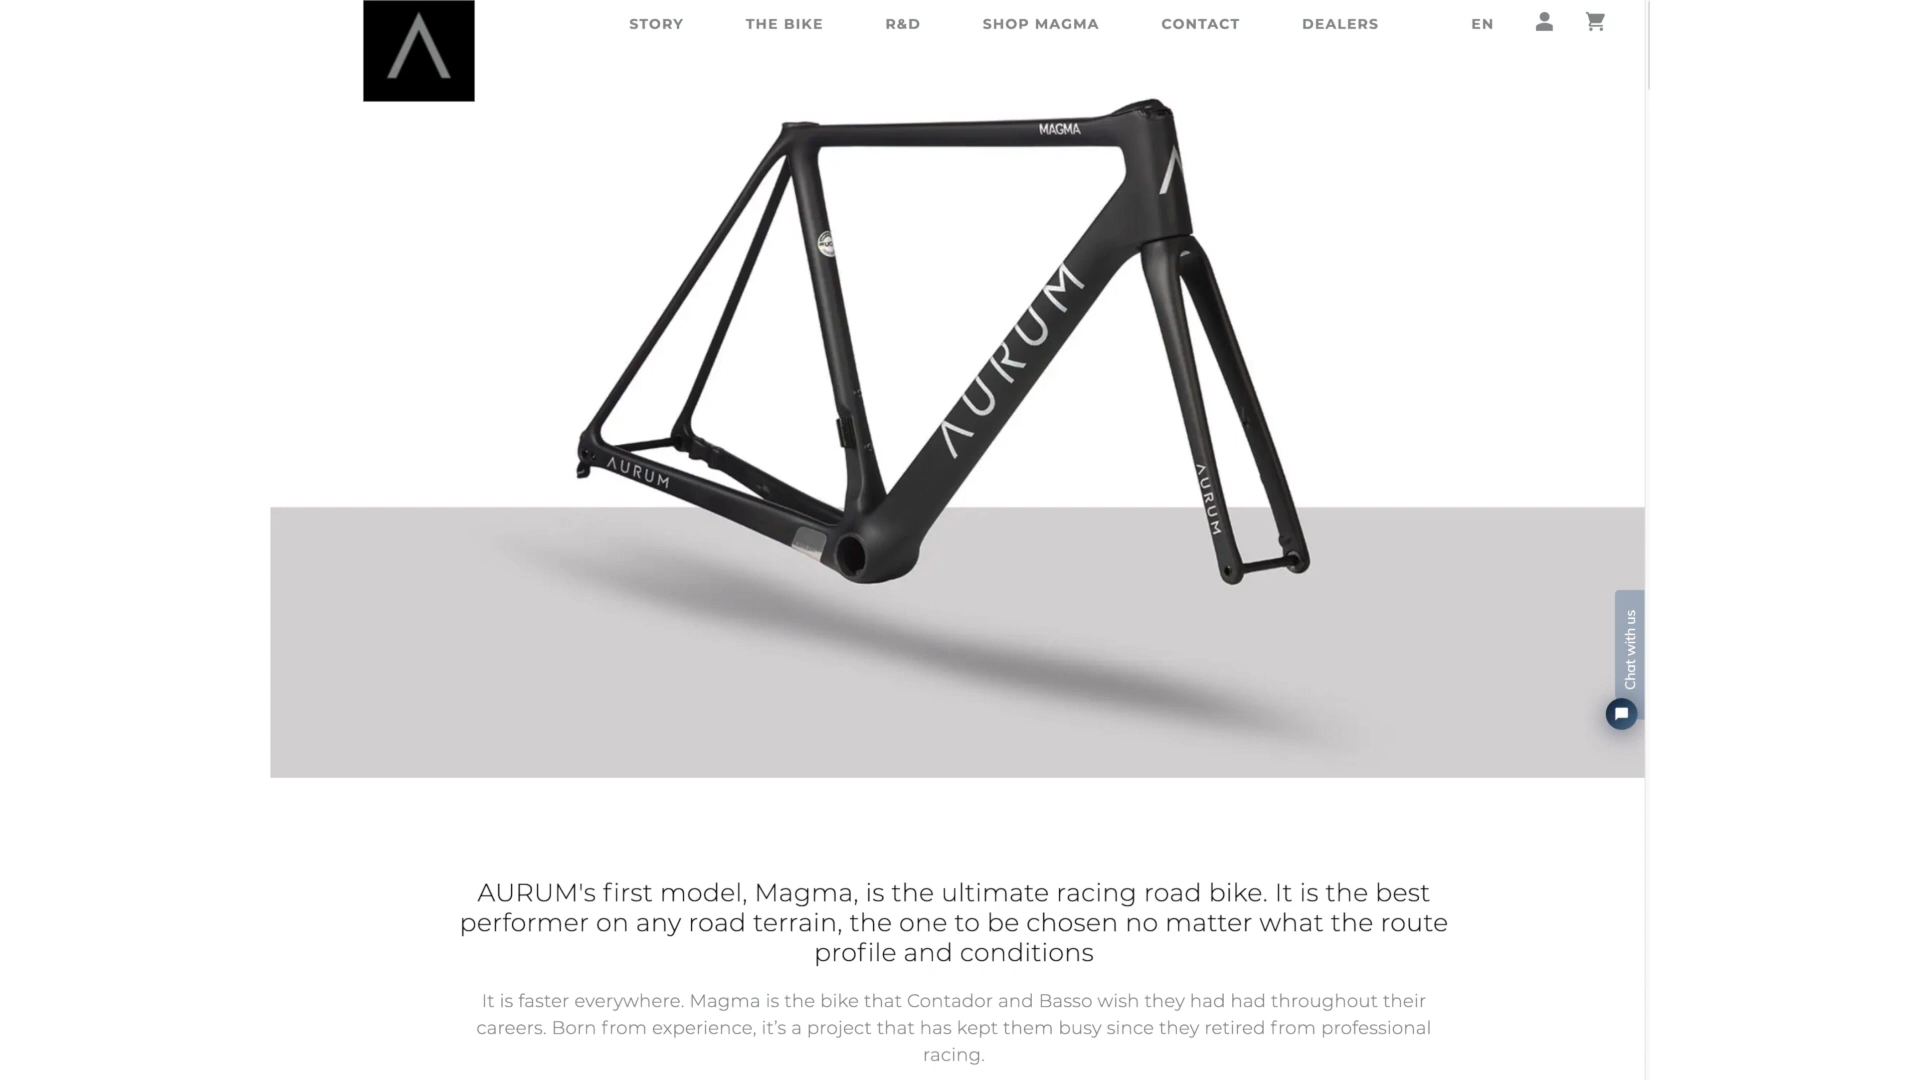 STORY THE BIKE R&D SHOP MAGMA CONTACT DEALERS EN
MAGMA
AURUM
AURUM
AURUM
Chat with us
AURUM's first model, Magma, is the ultimate racing road bike. It is the best
performer on any road terrain, the one to be chosen no matter what the route
profile and conditions
It is faster everywhere. Magma is the bike that Contador and Basso wish they had had throughout their
careers. Born from experience, it’s a project that has kept them busy since they retired from professional
racing.